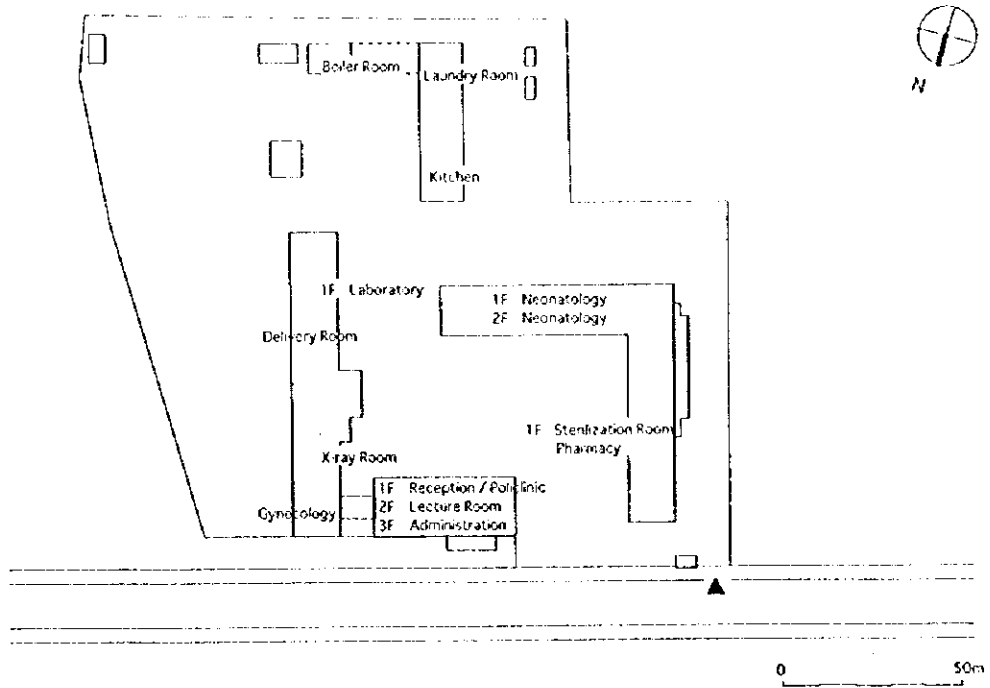 N
Boiler Room
Laundry Room
Kitchen
1F Laboratory
1F Neonatology
2F Neonatology
Delivery Room
1F Sterilization Room
Pharmacy
X-ray Room
1F Reception / Policlinic
2F Lecture Room
3F Administration
Gynocology
0 50m